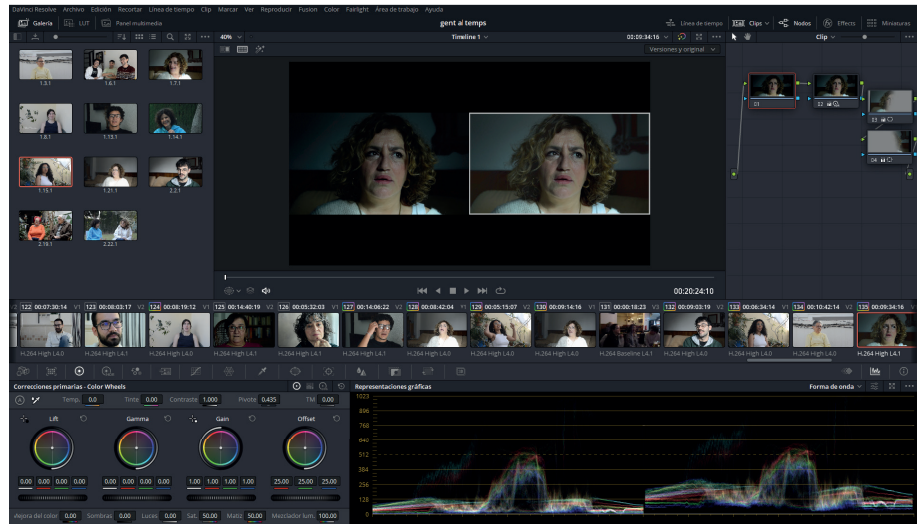 DaVinci Resolve Archivo Edición Recortar Línea de tiempo Clip Marcar Ver Reproducir Fusion Color Fairlight Área de trabajo Ayuda
Galería LUT Panel multimedia gent al temps Línea de tiempo Clips Nodos Effects Miniaturas
40% Timeline 1 00:09:34:16 Clip
Versiones y original
1.3.1 1.6.1 1.7.1
1.8.1 1.13.1 1.14.1
1.15.1 1.21.1 2.2.1
2.19.1 2.22.1
01 02
03
04
00:20:24:10
122 00:07:30:14 V1 123 00:08:03:17 V2 124 00:08:19:12 V1 125 00:14:40:19 V2 126 00:05:32:03 V1 127 00:14:06:22 V2 128 00:08:42:04 V1 129 00:05:15:07 V2 130 00:09:14:16 V1 131 00:00:18:23 V3 132 00:09:03:19 V2 133 00:06:34:14 V1 134 00:10:42:14 V2 135 00:09:34:16 V1
H.264 High L4.0 H.264 High L4.1 H.264 High L4.0 H.264 High L4.1 H.264 High L4.0 H.264 High L4.1 H.264 High L4.0 H.264 High L4.0 H.264 High L4.0 H.264 Baseline L4.1 H.264 High L4.0 H.264 High L4.0 H.264 High L4.0 H.264 High L4.1
Correcciones primarias - Color Wheels Representaciones gráficas Forma de onda
Temp. 0.0 Tinte 0.00 Contraste 1.000 Pivote 0.435 TM 0.00
Lift Gamma Gain Offset
0.00 0.00 0.00 0.00 0.00 0.00 0.00 0.00 1.00 1.00 1.00 1.00 25.00 25.00 25.00
Mejora del color 0.00 Sombras 0.00 Luces 0.00 Sat. 50.00 Matiz 50.00 Mezclador lum. 100.00
1023
896
768
640
512
384
256
128
0